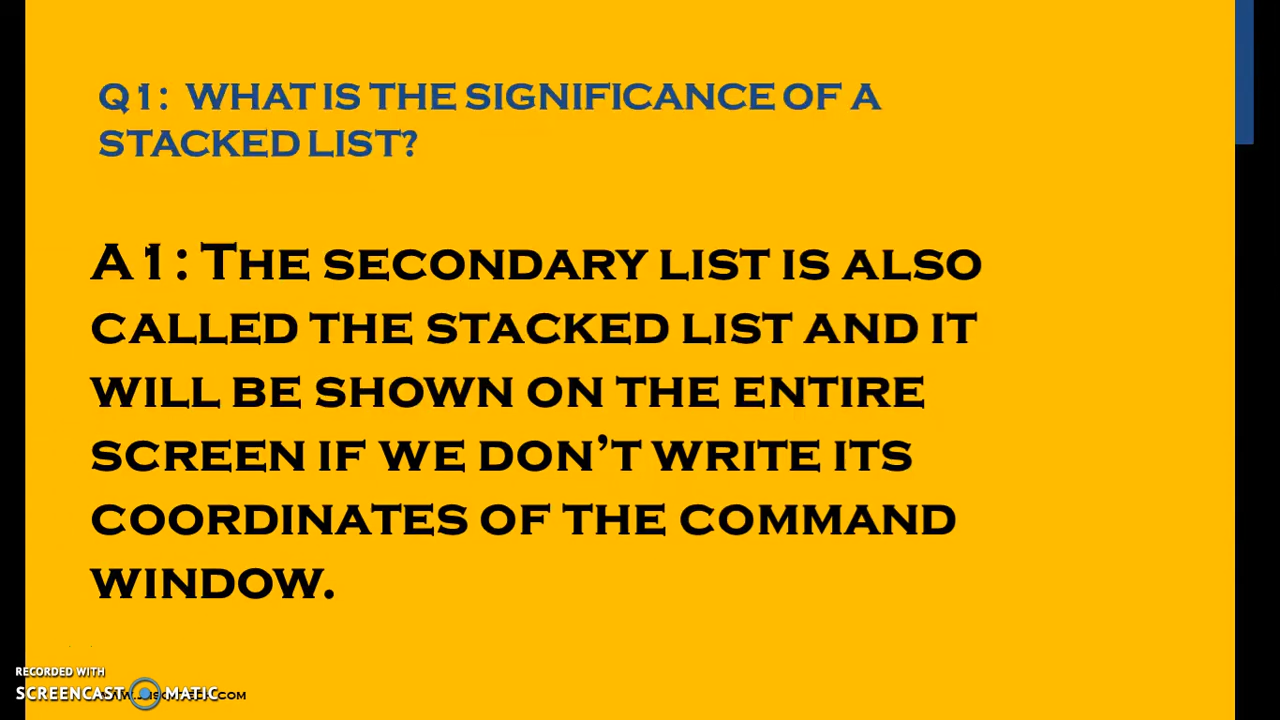 Q1: WHAT IS THE SIGNIFICANCE OF A
STACKED LIST?
A1: THE SECONDARY LIST IS ALSO
CALLED THE STACKED LIST AND IT
WILL BE SHOWN ON THE ENTIRE
SCREEN IF WE DON'T WRITE ITS
COORDINATES OF THE COMMAND
WINDOW.
RECORDED WITH
SCREENCAST MATIC